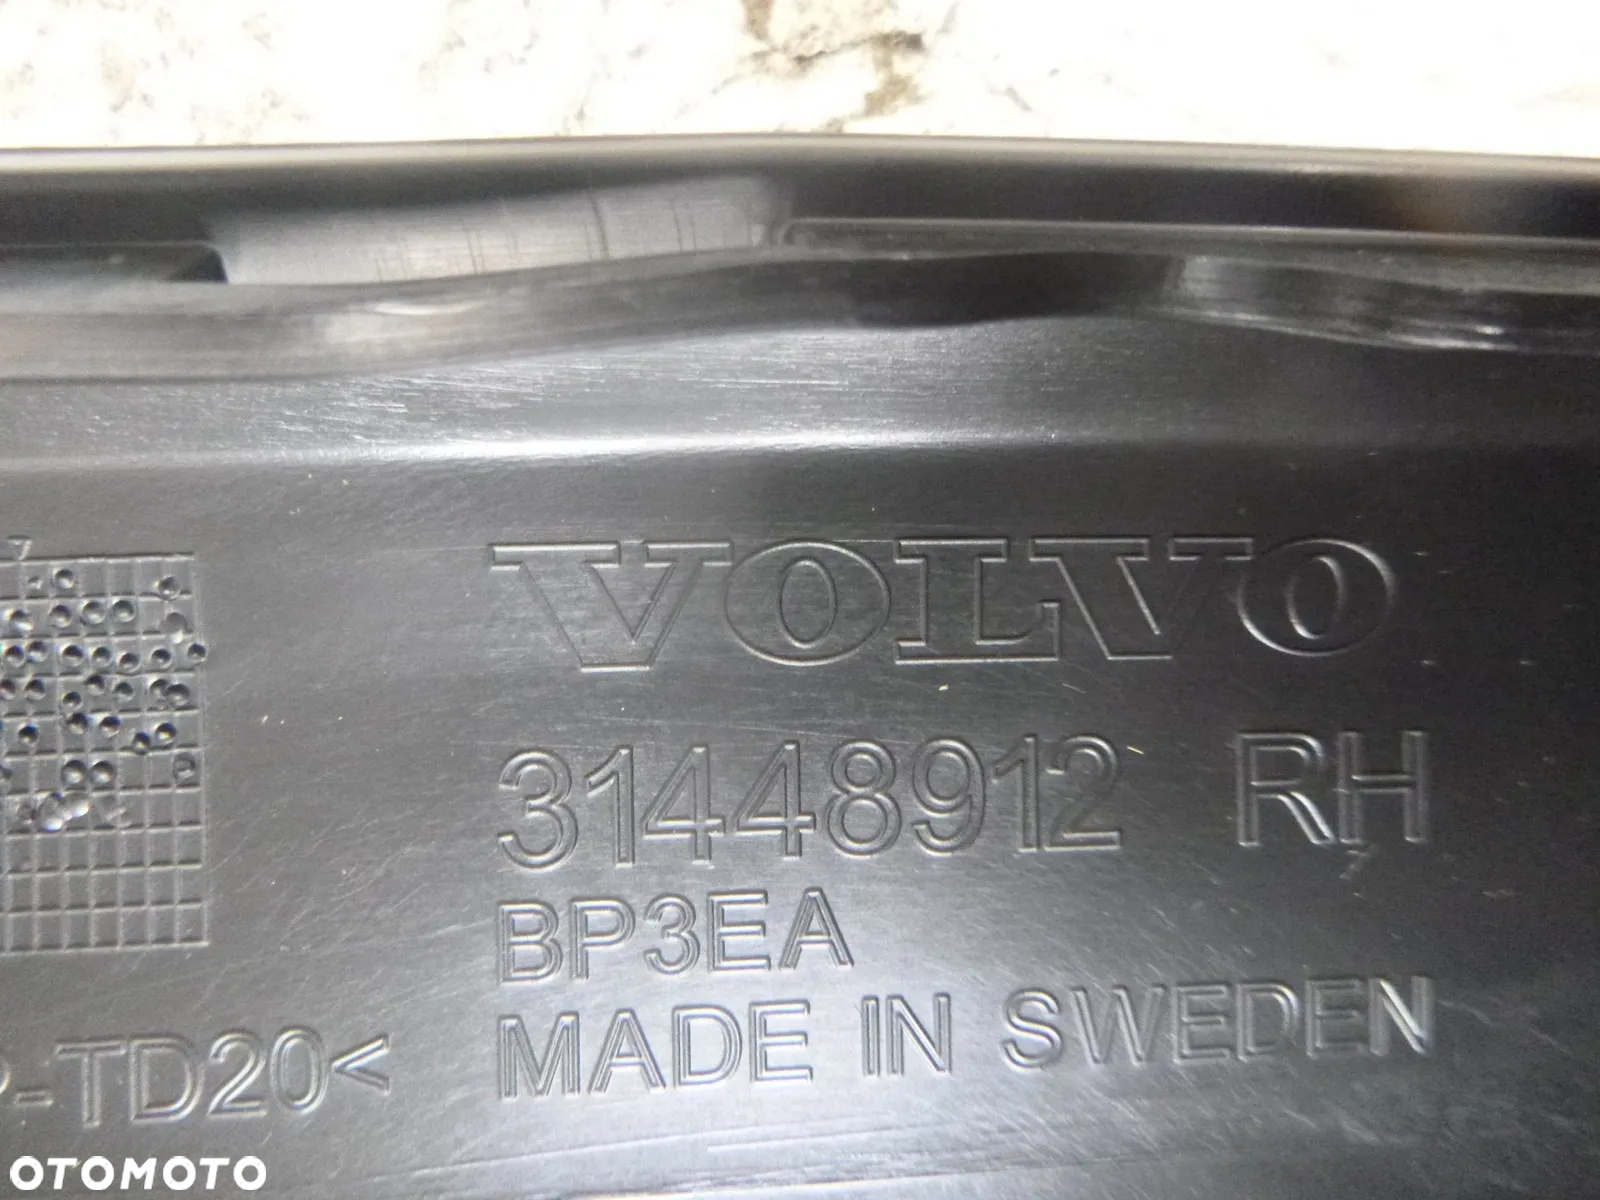 VOLVO
31448912 RH
BP3EA
MADE IN SWEDEN
P-TD20<
OTOMOTO